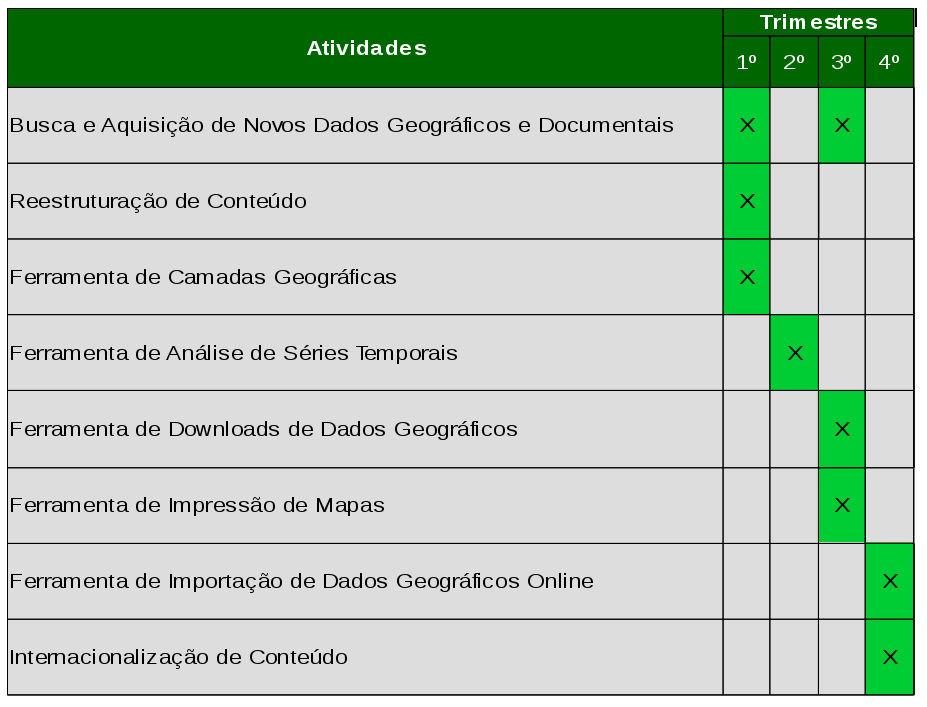 Trimestres
Atividades
1º 2º 3º 4º
Busca e Aquisição de Novos Dados Geográficos e Documentais X X
Reestruturação de Conteúdo X
Ferramenta de Camadas Geográficas X
Ferramenta de Análise de Séries Temporais X
Ferramenta de Downloads de Dados Geográficos X
Ferramenta de Impressão de Mapas X
Ferramenta de Importação de Dados Geográficos Online X
Internacionalização de Conteúdo X